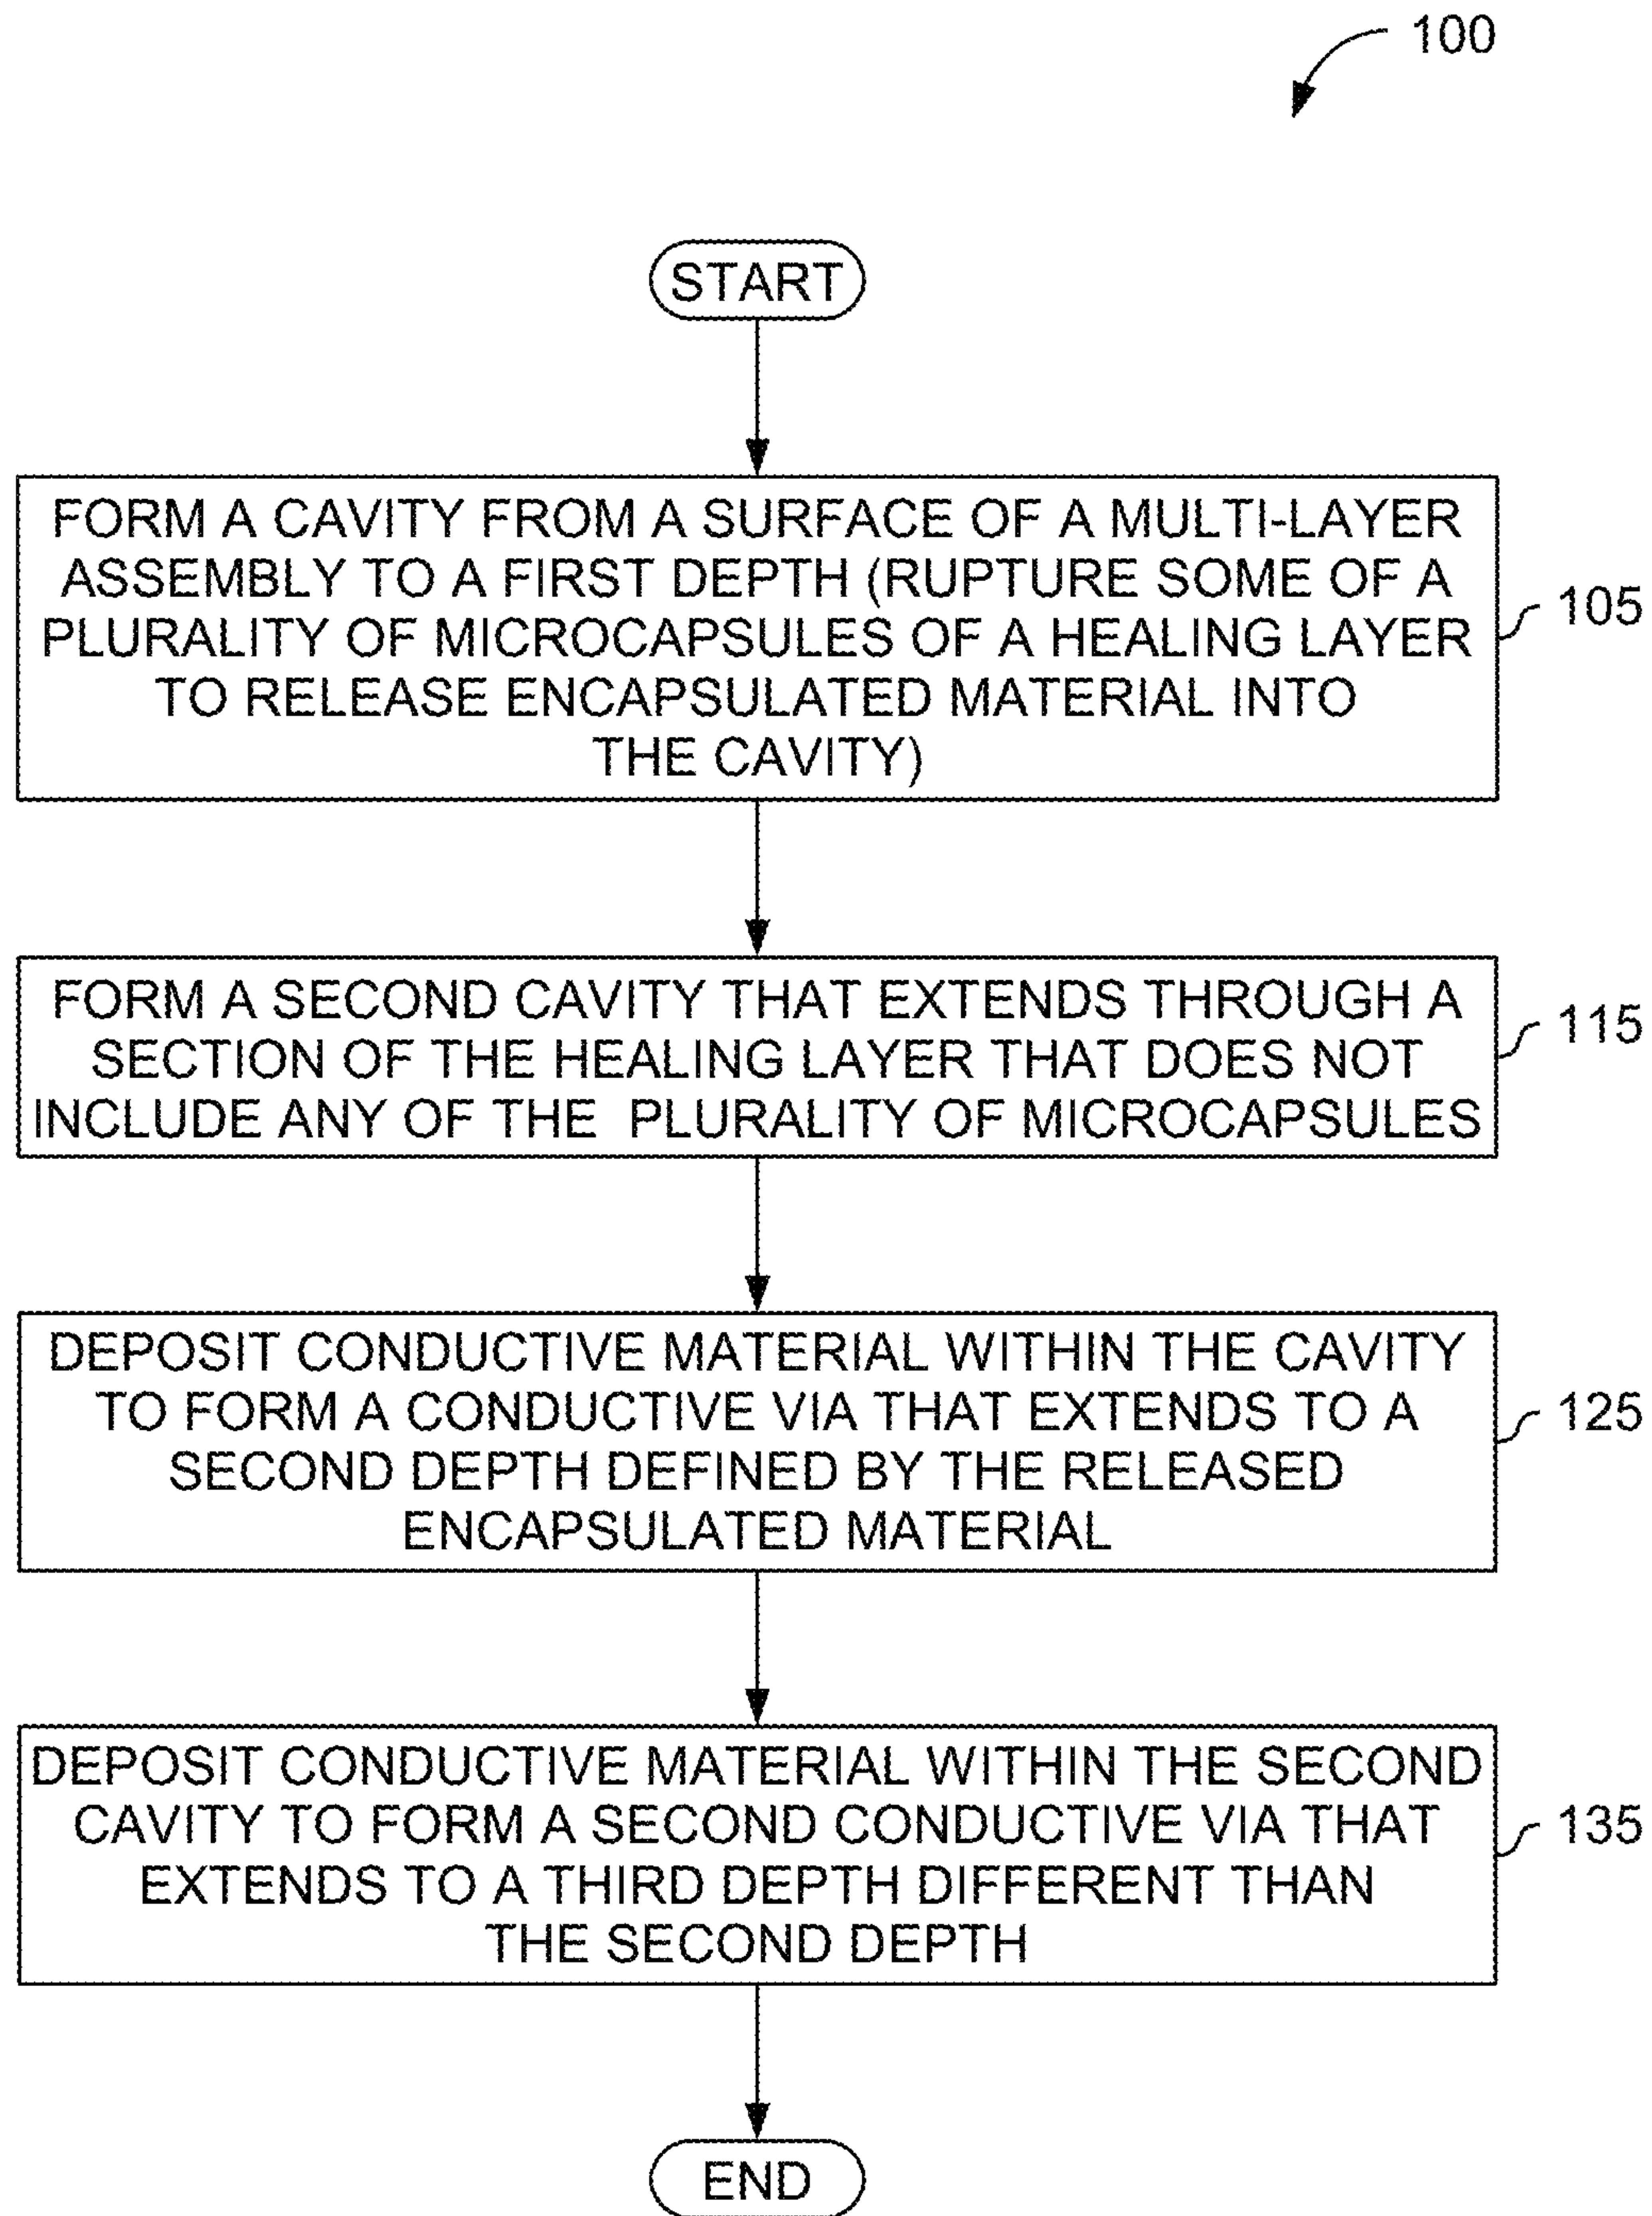 100
START
FORM A CAVITY FROM A SURFACE OF A MULTI-LAYER
ASSEMBLY TO A FIRST DEPTH (RUPTURE SOME OF A
PLURALITY OF MICROCAPSULES OF A HEALING LAYER
TO RELEASE ENCAPSULATED MATERIAL INTO
THE CAVITY)
105
FORM A SECOND CAVITY THAT EXTENDS THROUGH A
SECTION OF THE HEALING LAYER THAT DOES NOT
INCLUDE ANY OF THE PLURALITY OF MICROCAPSULES
115
DEPOSIT CONDUCTIVE MATERIAL WITHIN THE CAVITY
TO FORM A CONDUCTIVE VIA THAT EXTENDS TO A
SECOND DEPTH DEFINED BY THE RELEASED
ENCAPSULATED MATERIAL
125
DEPOSIT CONDUCTIVE MATERIAL WITHIN THE SECOND
CAVITY TO FORM A SECOND CONDUCTIVE VIA THAT
EXTENDS TO A THIRD DEPTH DIFFERENT THAN
THE SECOND DEPTH
135
END